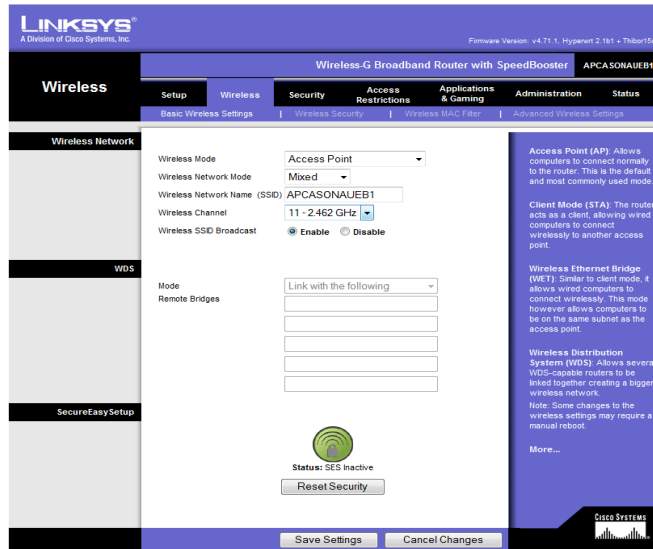 LINKSYS®
A Division of Cisco Systems, Inc.
Firmware Version: v4.71.1, Hyperwrt 2.1b1 + Thibor15c
Wireless-G Broadband Router with SpeedBooster
APCASONAUEB1
Wireless
Setup
Wireless
Security
Access Restrictions
Applications & Gaming
Administration
Status
Basic Wireless Settings | Wireless Security | Wireless MAC Filter | Advanced Wireless Settings
Wireless Network
Wireless Mode Access Point
Wireless Network Mode Mixed
Wireless Network Name (SSID) APCASONAUEB1
Wireless Channel 11 - 2.462 GHz
Wireless SSID Broadcast Enable Disable
WDS
Mode Link with the following
Remote Bridges
SecureEasySetup
Status: SES Inactive
Reset Security
Save Settings
Cancel Changes
Access Point (AP): Allows
computers to connect normally
to the router. This is the default
and most commonly used mode.
Client Mode (STA): The router
acts as a client, allowing wired
computers to connect
wirelessly to another access
point.
Wireless Ethernet Bridge
(WET): Similar to client mode, it
allows wired computers to
connect wirelessly. This mode
however allows computers to
be on the same subnet as the
access point.
Wireless Distribution
System (WDS): Allows severa
WDS-capable routers to be
linked together creating a bigger
wireless network.
Note: Some changes to the
wireless settings may require a
manual reboot.
More...
CISCO SYSTEMS